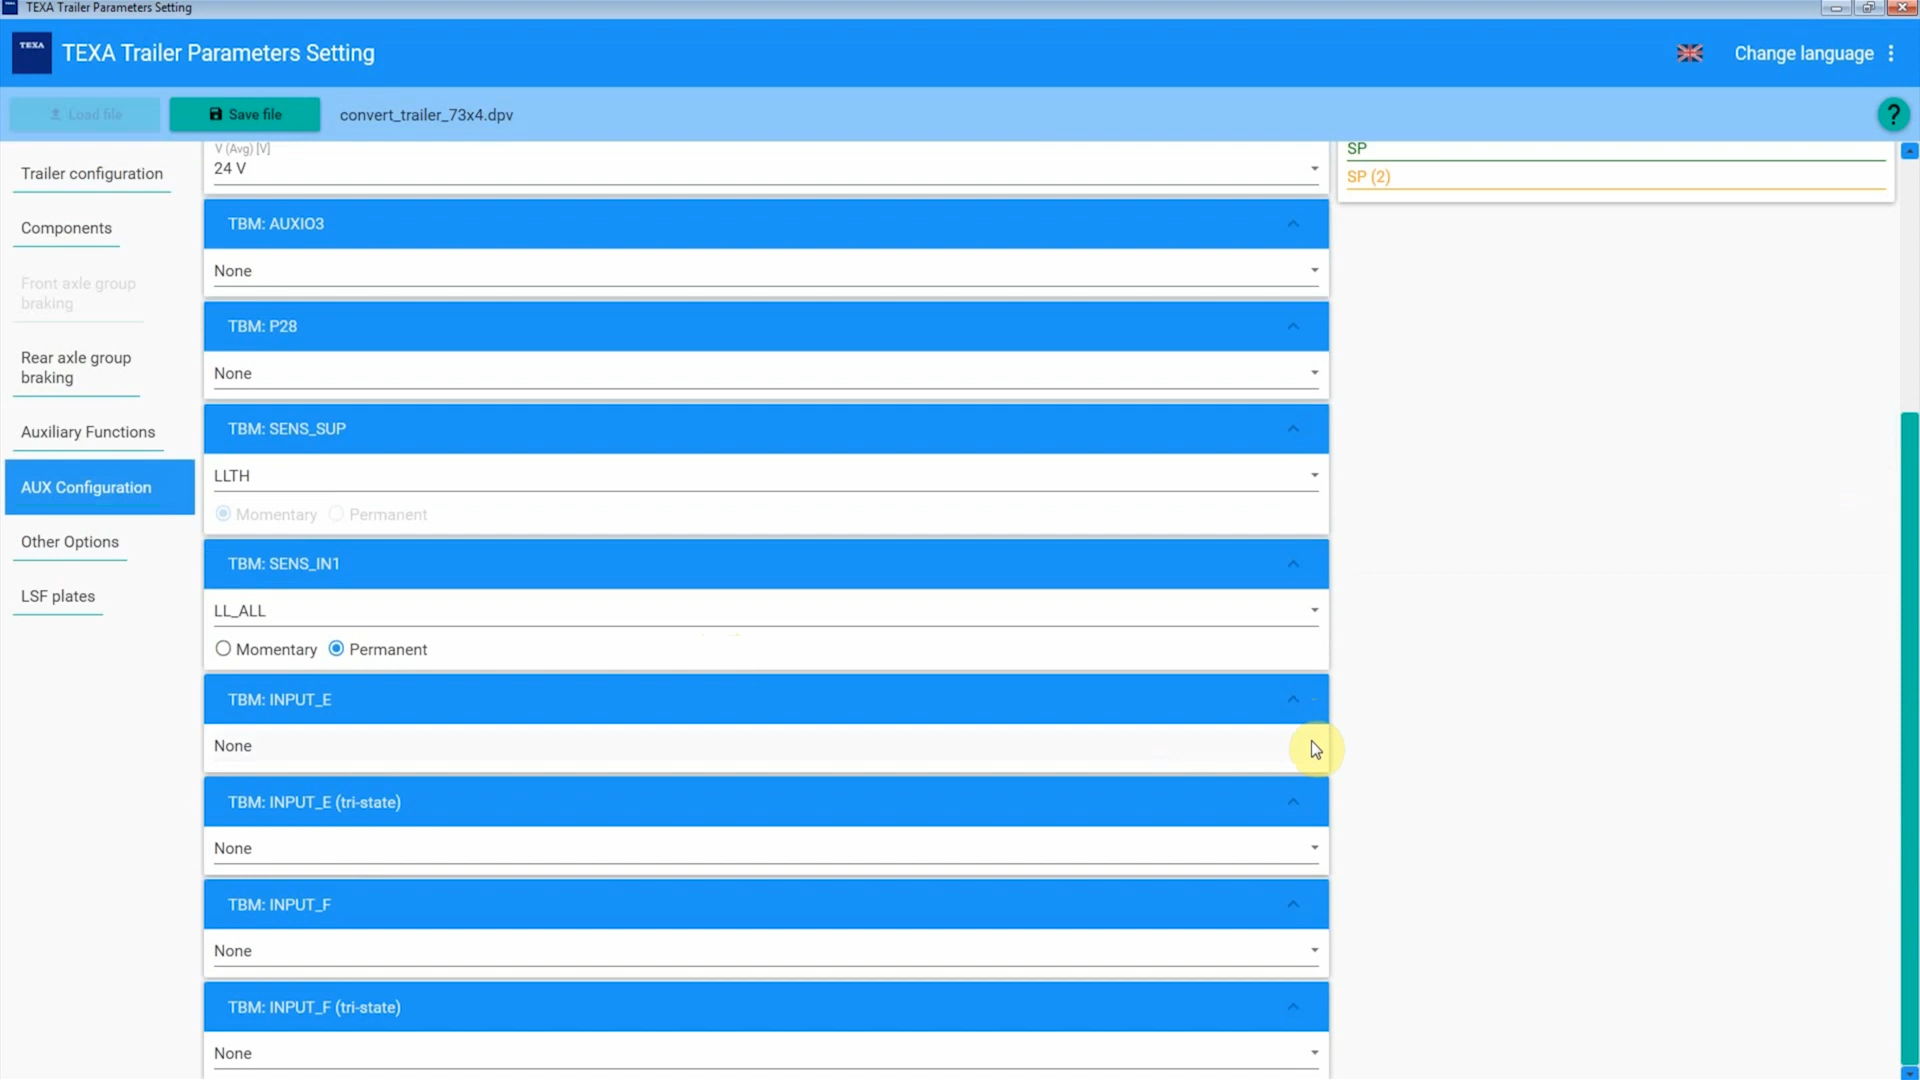 TEXA Trailer Parameters Setting
TEXA
TEXA Trailer Parameters Setting
Change language
Load file
Save file
convert_trailer_73x4.dpv
?
Trailer configuration
Components
Front axle group
braking
Rear axle group
braking
Auxiliary Functions
AUX Configuration
Other Options
LSF plates
V (Avg) [V]
24 V
TBM: AUXIO3
None
TBM: P28
None
TBM: SENS_SUP
LLTH
Momentary Permanent
TBM: SENS_IN1
LL_ALL
Momentary Permanent
TBM: INPUT_E
None
TBM: INPUT_E (tri-state)
None
TBM: INPUT_F
None
TBM: INPUT_F (tri-state)
None
SP
SP (2)